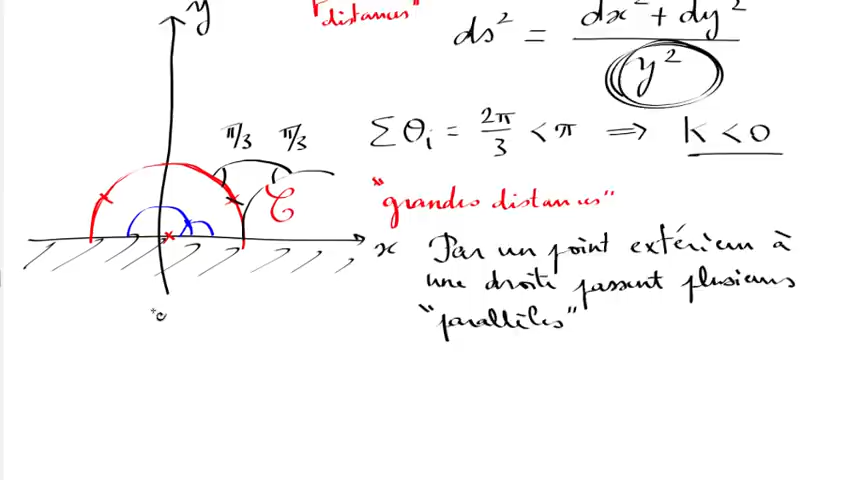 y
distances"
ds² = dx² + dy² / y²
π/3 π/3
Σθi = 2π/3 < π ⟹ k < 0
C
"grandes distances"
x
Par un point extérieur à
une droite passent plusieurs
"parallèles"